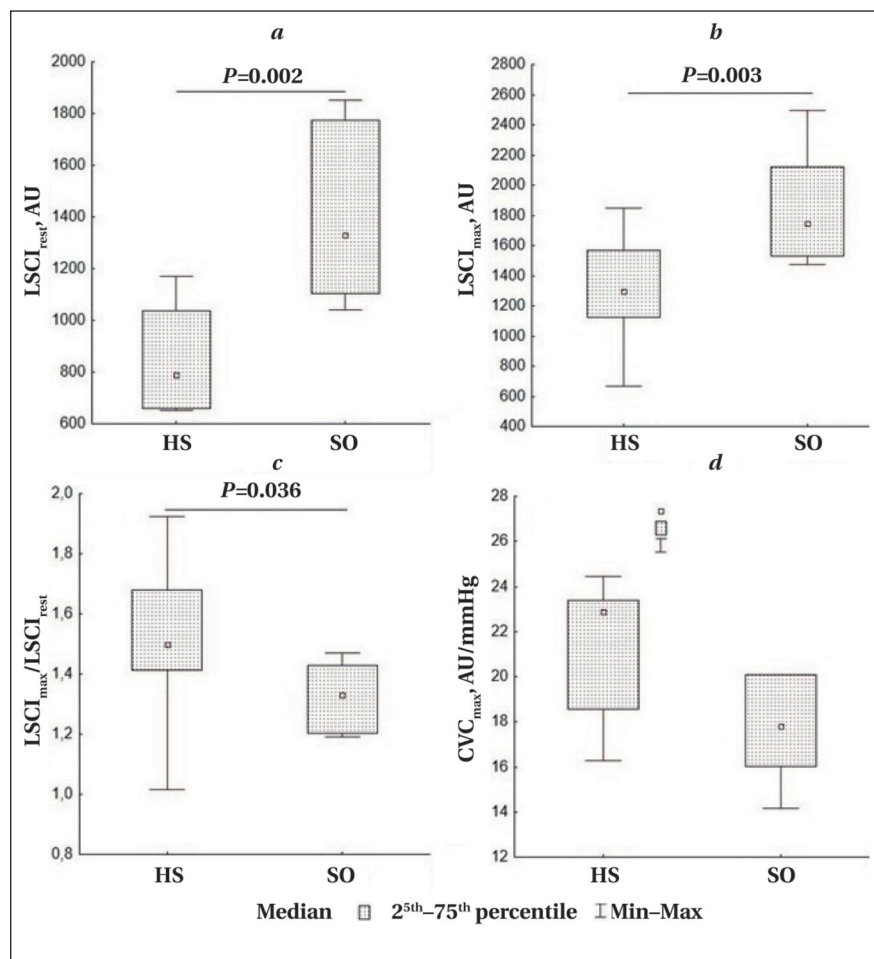 a
P=0.002
2000
1800
1600
1400
1200
1000
800
600
LSCIrest, AU
HS SO
b
P=0.003
2800
2600
2400
2200
2000
1800
1600
1400
1200
1000
800
600
400
LSCImax, AU
HS SO
c
P=0.036
2,0
1,8
1,6
1,4
1,2
1,0
0,8
LSCImax/LSCIrest
HS SO
d
28
26
24
22
20
18
16
14
12
CVCmax, AU/mmHg
HS SO
Median 25th–75th percentile Min–Max